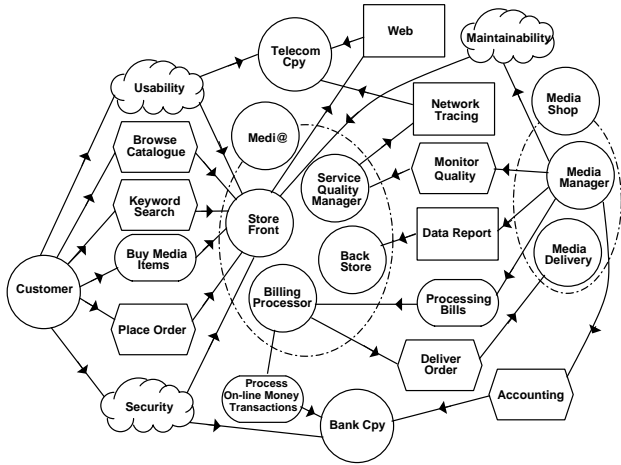 Telecom
Cpy
Web
Maintainability
Usability
Network
Tracing
Media
Shop
Browse
Catalogue
Medi@
Service
Quality
Manager
Monitor
Quality
Media
Manager
Keyword
Search
Store
Front
Buy Media
Items
Back
Store
Data Report
Media
Delivery
Customer
Billing
Processor
Processing
Bills
Place Order
Deliver
Order
Process
On-line Money
Transactions
Accounting
Security
Bank Cpy